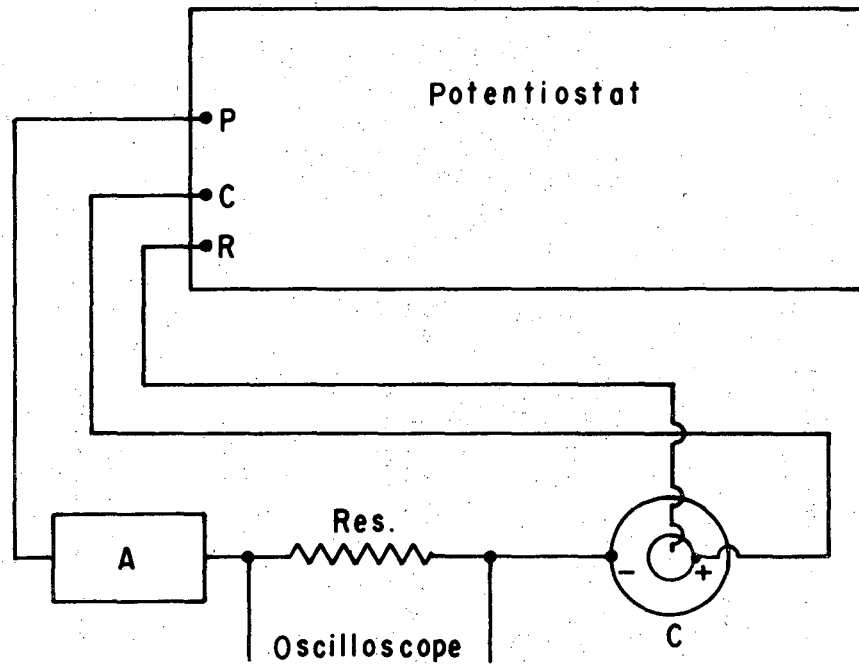 Potentiostat
P
C
R
Res.
A
- +
Oscilloscope
C